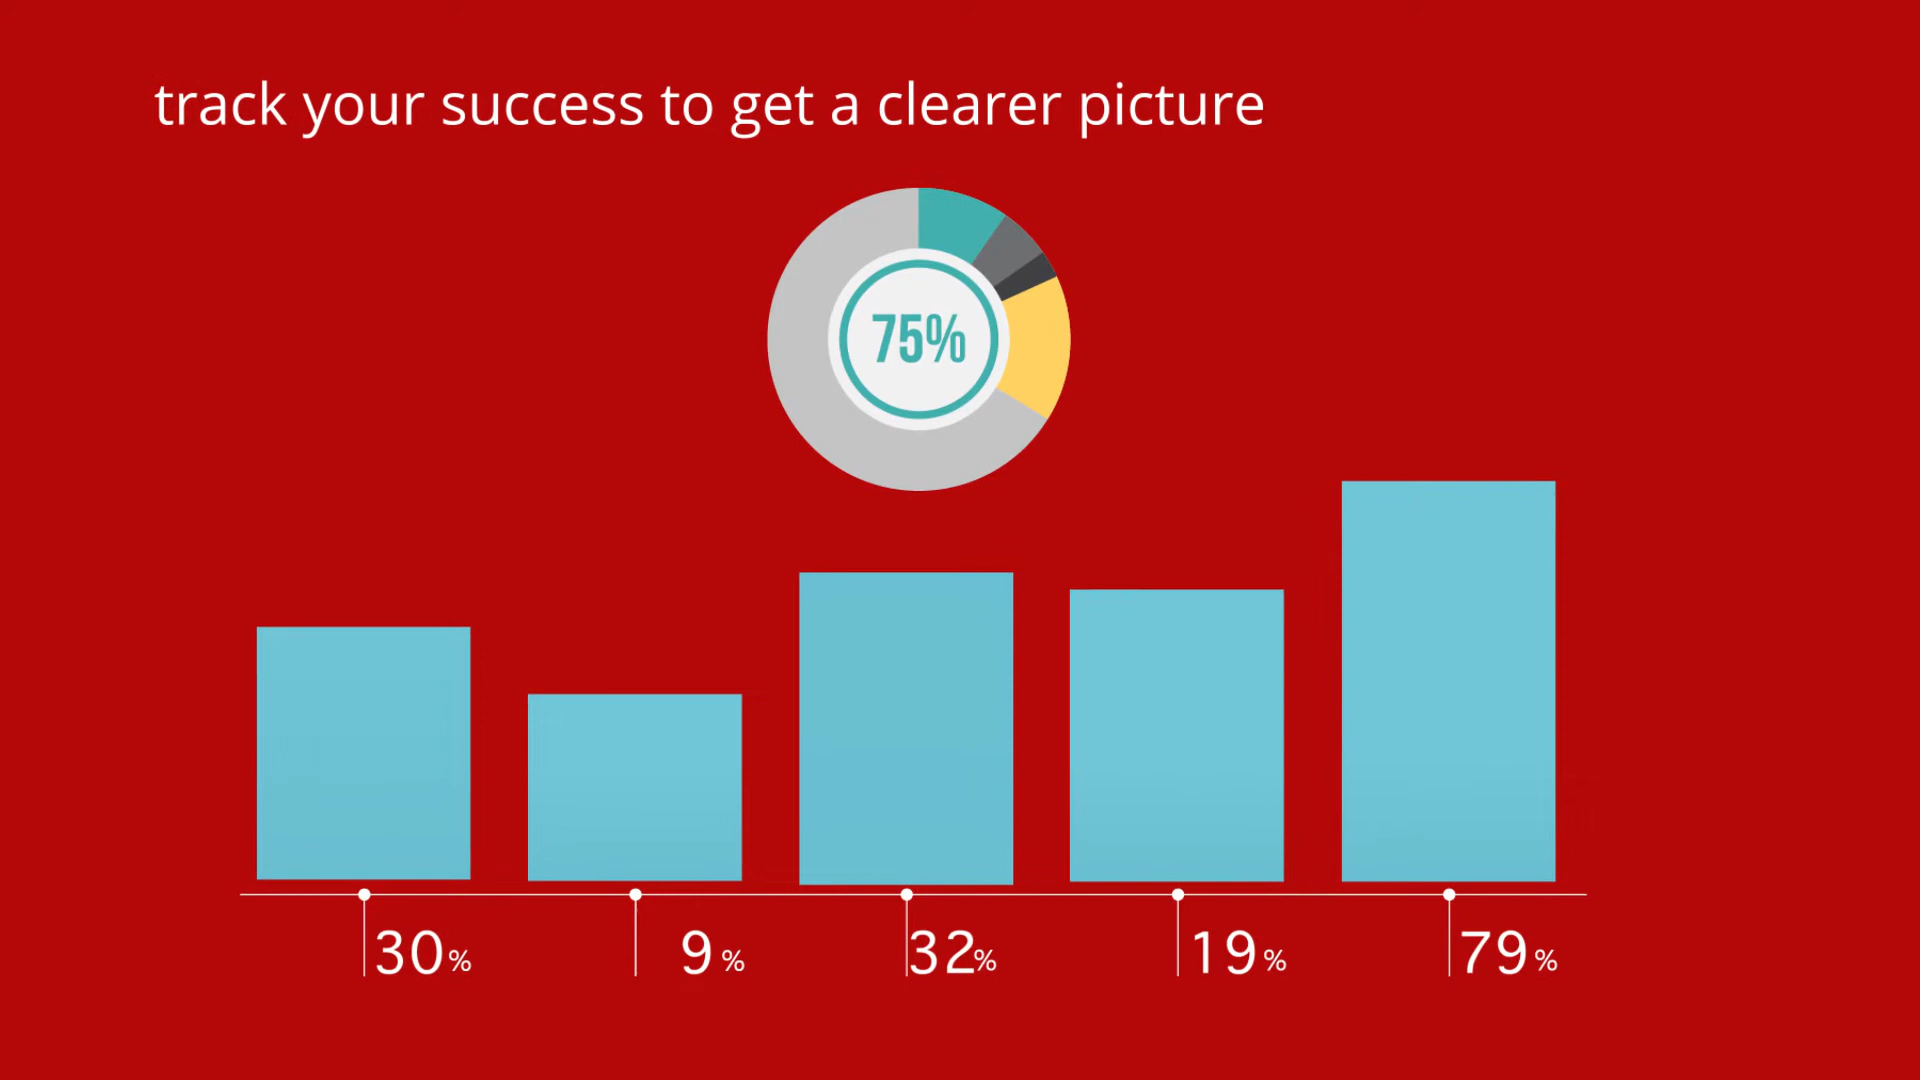 track your success to get a clearer picture
75%
30% 9% 32% 19% 79%